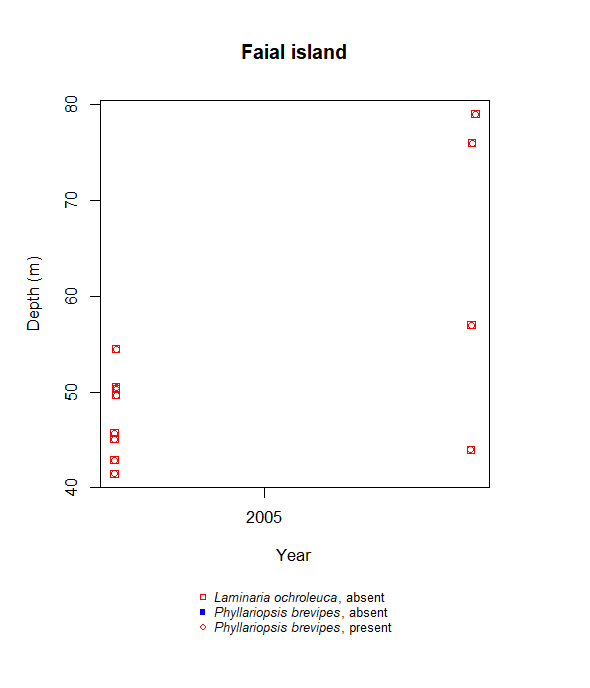 Faial island
80
70
60
50
40
Depth (m)
2005
Year
Laminaria ochroleuca, absent
Phyllariopsis brevipes, absent
Phyllariopsis brevipes, present